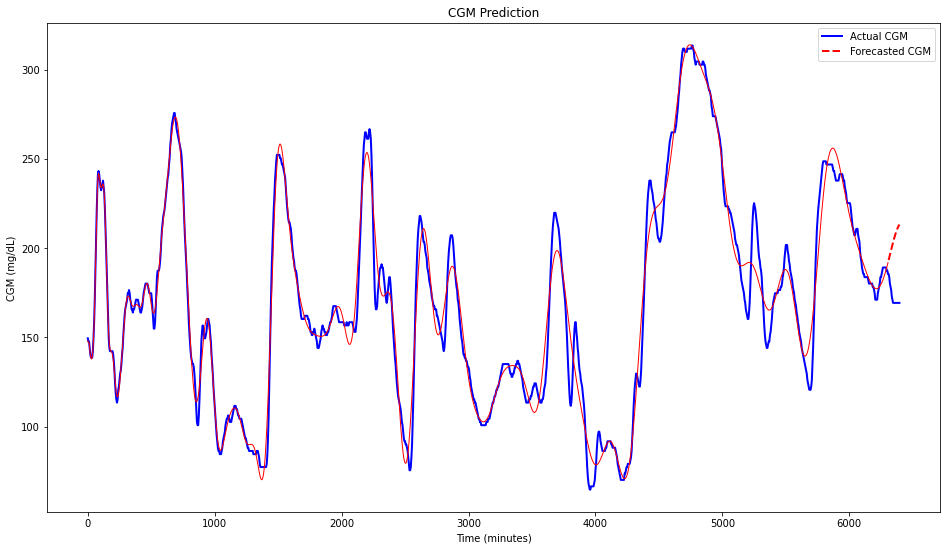 CGM Prediction
Actual CGM
Forecasted CGM
CGM (mg/dL)
300
250
200
150
100
0 1000 2000 3000 4000 5000 6000
Time (minutes)